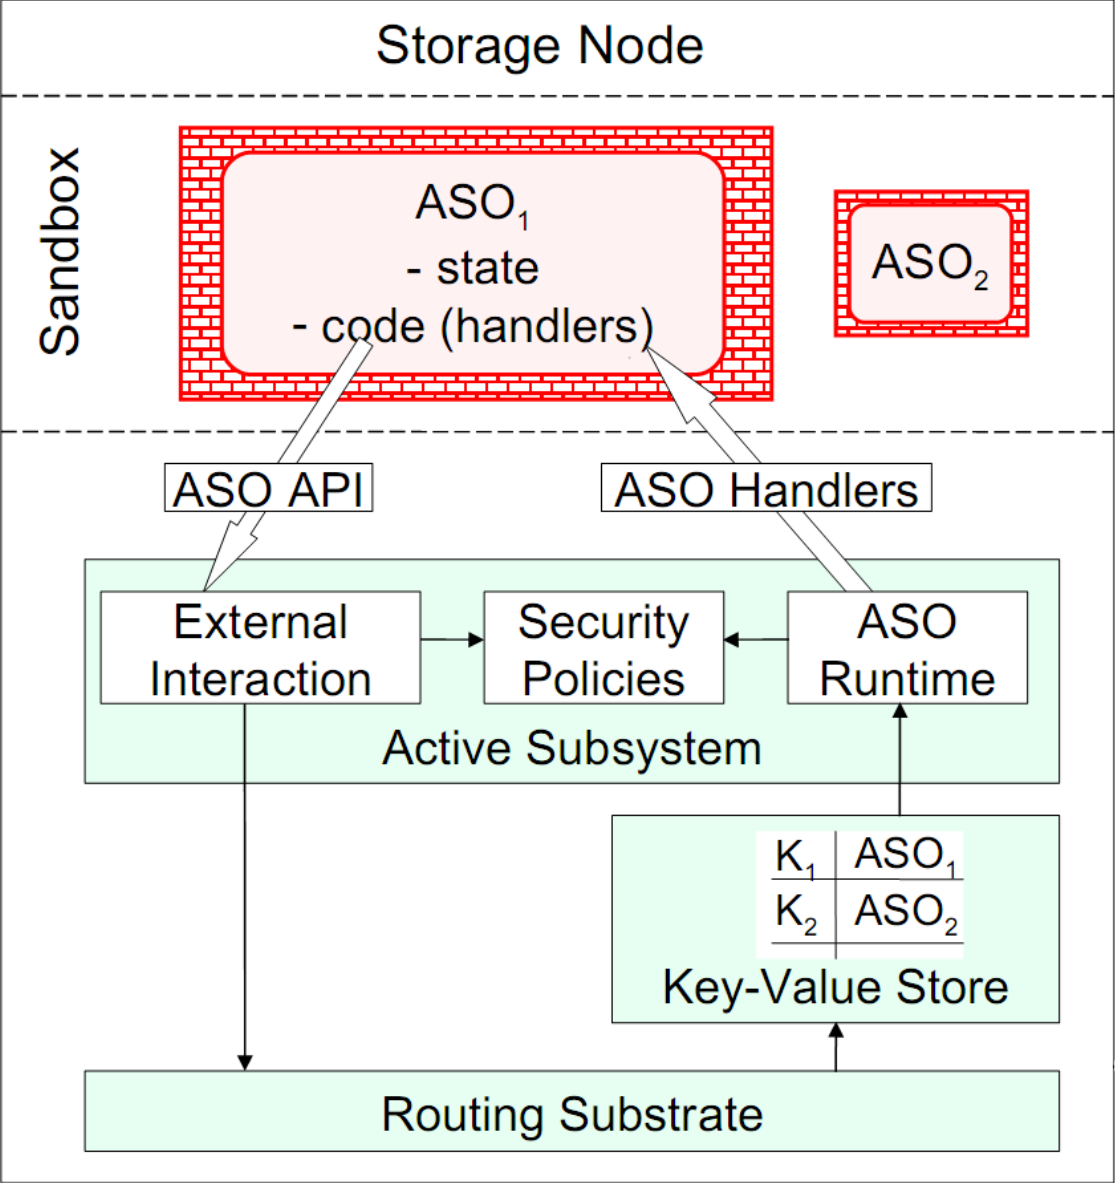 Storage Node
Sandbox
ASO₁
- state
- code (handlers)
ASO₂
ASO API
ASO Handlers
External
Interaction
Security
Policies
ASO
Runtime
Active Subsystem
K₁ ASO₁
K₂ ASO₂
Key-Value Store
Routing Substrate